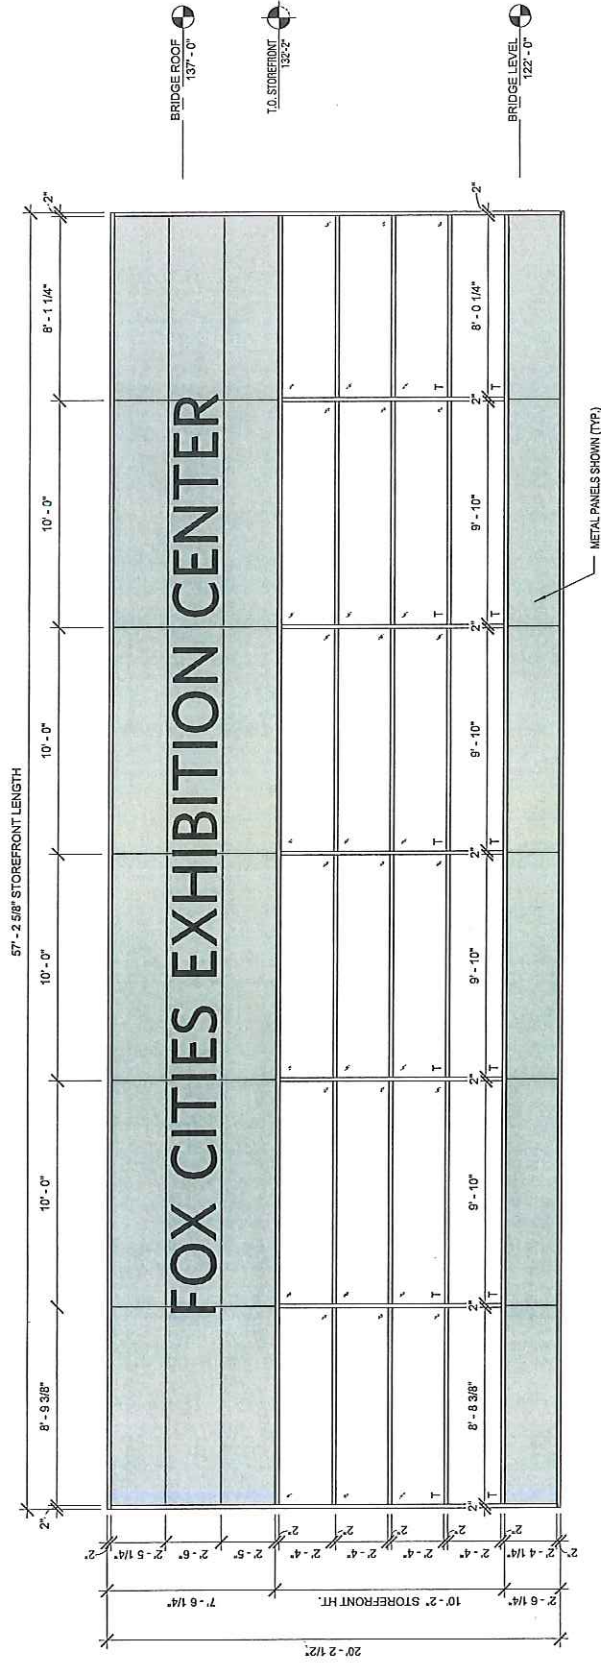 57' - 2 5/8" STOREFRONT LENGTH
2" 8' - 9 3/8" 10' - 0" 10' - 0" 10' - 0" 10' - 0" 8' - 1 1/4" 2"
BRIDGE ROOF
137' - 0"
T.O. STOREFRONT
132'-2"
BRIDGE LEVEL
122' - 0"
FOX CITIES EXHIBITION CENTER
T T T T T T
2" 8' - 8 3/8" 2" 9' - 10" 2" 9' - 10" 2" 9' - 10" 2" 9' - 10" 2" 8' - 0 1/4" 2"
T T T T T T
METAL PANELS SHOWN (TYP.)
2" 2' - 5 1/4" 2' - 6" 2' - 5" 2" 2' - 4" 2" 2' - 4" 2" 2' - 4" 2" 2' - 4" 2" 2' - 4 1/4" 2"
7' - 6 1/4" 10' - 2" STOREFRONT HT. 2' - 6 1/4"
20' - 2 1/2"